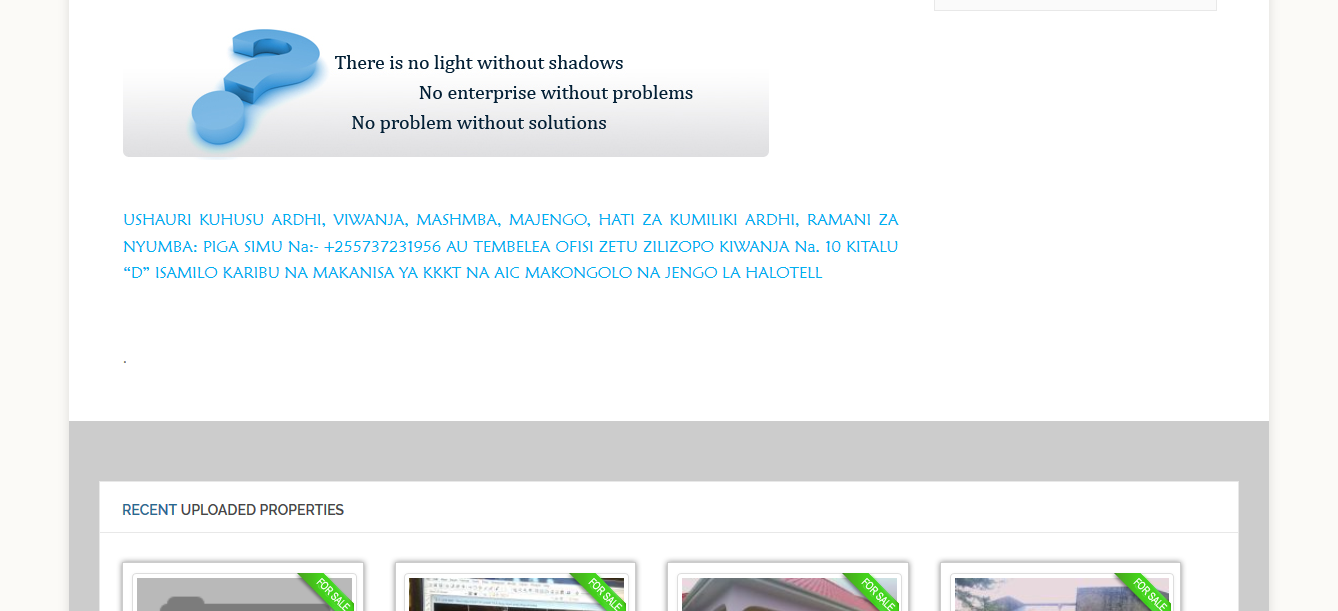 There is no light without shadows
No enterprise without problems
No problem without solutions
USHAURI KUHUSU ARDHI, VIWANJA, MASHMBA, MAJENGO, HATI ZA KUMILIKI ARDHI, RAMANI ZA
NYUMBA: PIGA SIMU Na:- +255737231956 AU TEMBELEA OFISI ZETU ZILIZOPO KIWANJA Na. 10 KITALU
“D” ISAMILO KARIBU NA MAKANISA YA KKKT NA AIC MAKONGOLO NA JENGO LA HALOTELL
.
RECENT UPLOADED PROPERTIES
FOR SALE
FOR SALE
FOR SALE
FOR SALE